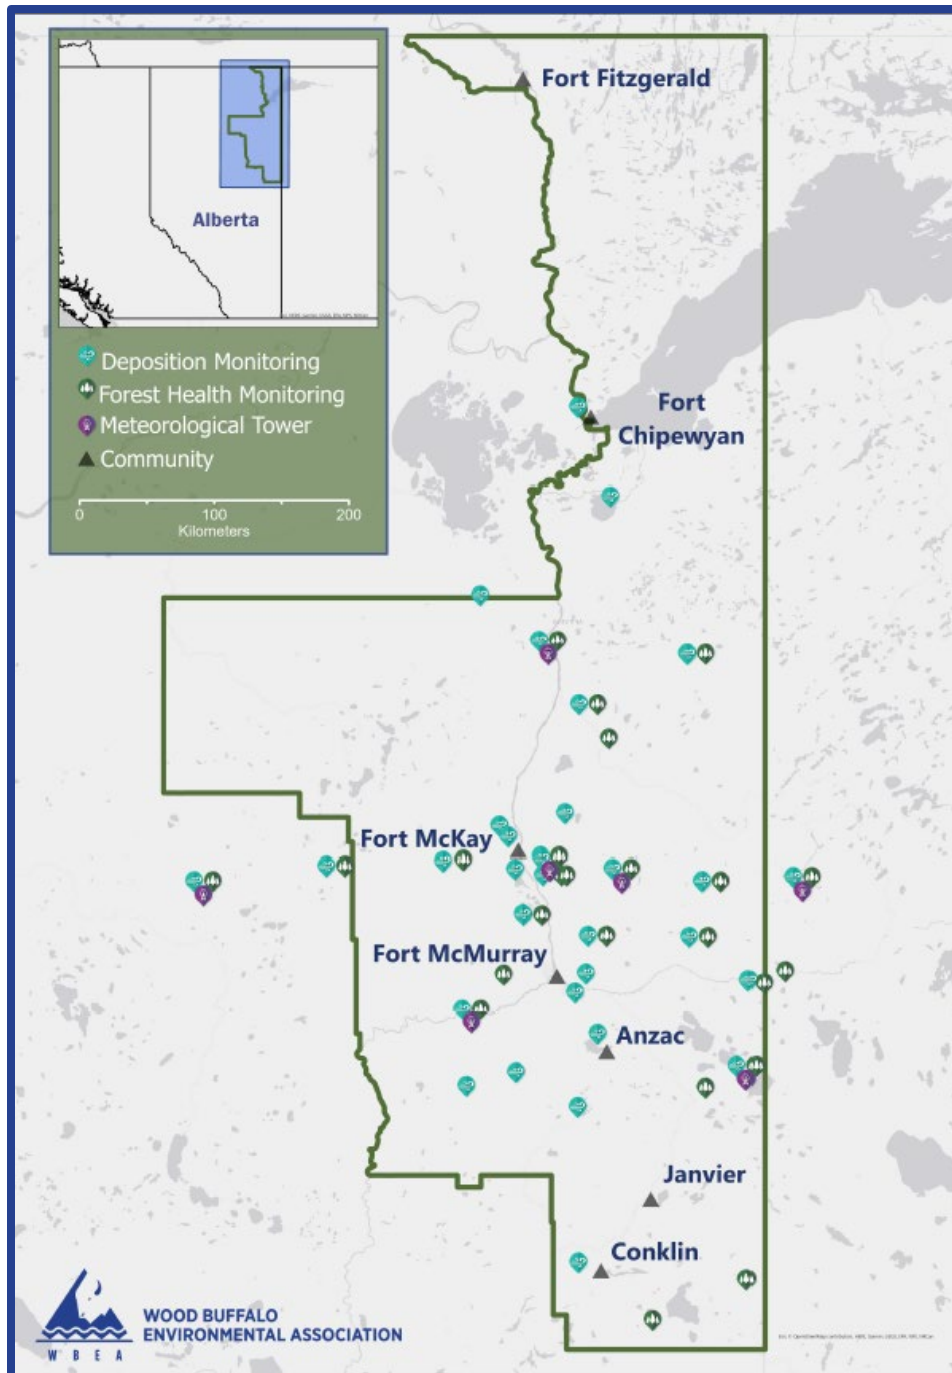 Fort Fitzgerald
Alberta
Deposition Monitoring
Forest Health Monitoring
Meteorological Tower
Community
0 100 200
Kilometers
Fort
Chipewyan
Fort McKay
Fort McMurray
Anzac
Janvier
Conklin
WOOD BUFFALO
ENVIRONMENTAL ASSOCIATION
W B E A